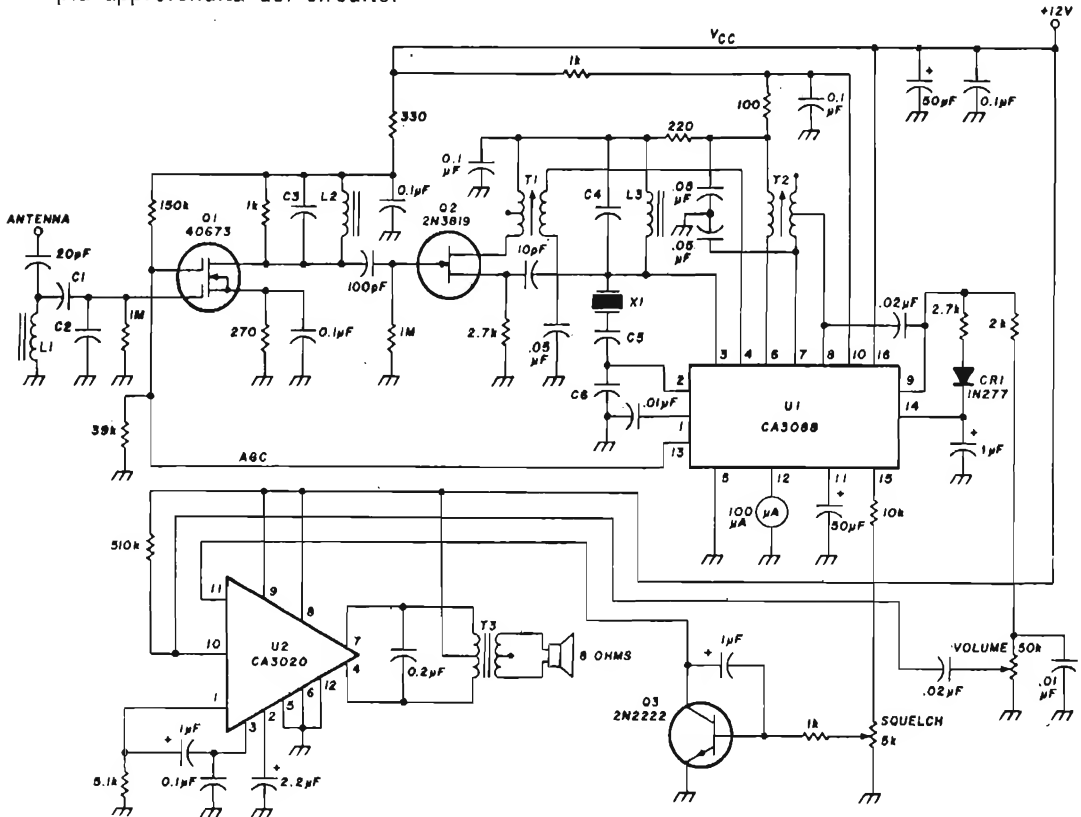 +12V
VCC
1k
330
100
0.1 µF
50µF
0.1µF
150k
1k
C3
L2
0.1µF
0.1 µF
220
T1
C4
L3
.05 µF
.05 µF
T2
ANTENNA
20pF
C1
C2
L1
1M
Q1
40673
270
0.1µF
100pF
1M
Q2
2N3819
10pF
2.7k
.05 µF
X1
C5
C6
.01µF
.02µF
2.7k
2k
CR1
1N277
1µF
3 4 6 7 8 10 16
2
1
13
9
14
U1
CA3088
5 12 11 15
39k
AGC
100 µA
µA
50µF
10k
510k
11
9
8
10
U2
CA3020
7
4
1
3
2
5
6
12
0.2µF
T3
8 OHMS
1µF
5.1k
0.1µF
2.2µF
1µF
Q3
2N2222
1k
SQUELCH
5k
.02µF
VOLUME
50k
.01 µF